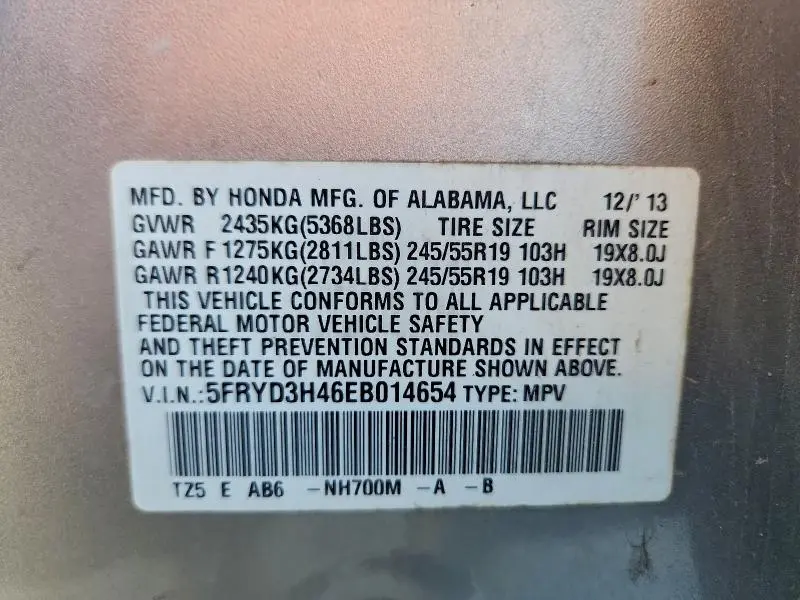 MFD. BY HONDA MFG. OF ALABAMA, LLC 12/'13
GVWR 2435KG(5368LBS) TIRE SIZE RIM SIZE
GAWR F 1275KG(2811LBS) 245/55R19 103H 19X8.0J
GAWR R 1240KG(2734LBS) 245/55R19 103H 19X8.0J
THIS VEHICLE CONFORMS TO ALL APPLICABLE
FEDERAL MOTOR VEHICLE SAFETY
AND THEFT PREVENTION STANDARDS IN EFFECT
ON THE DATE OF MANUFACTURE SHOWN ABOVE.
V.I.N.:5FRYD3H46EB014654 TYPE: MPV
TZ5 E AB6 -NH700M -A -B